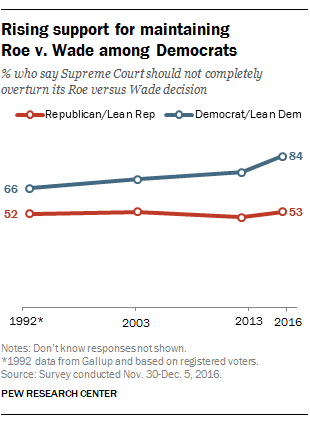 Rising support for maintaining
Roe v. Wade among Democrats
% who say Supreme Court should not completely
overturn its Roe versus Wade decision
Republican/Lean Rep Democrat/Lean Dem
84
66
52 53
1992* 2003 2013 2016
Notes: Don't know responses not shown.
*1992 data from Gallup and based on registered voters.
Source: Survey conducted Nov. 30-Dec. 5, 2016.
PEW RESEARCH CENTER